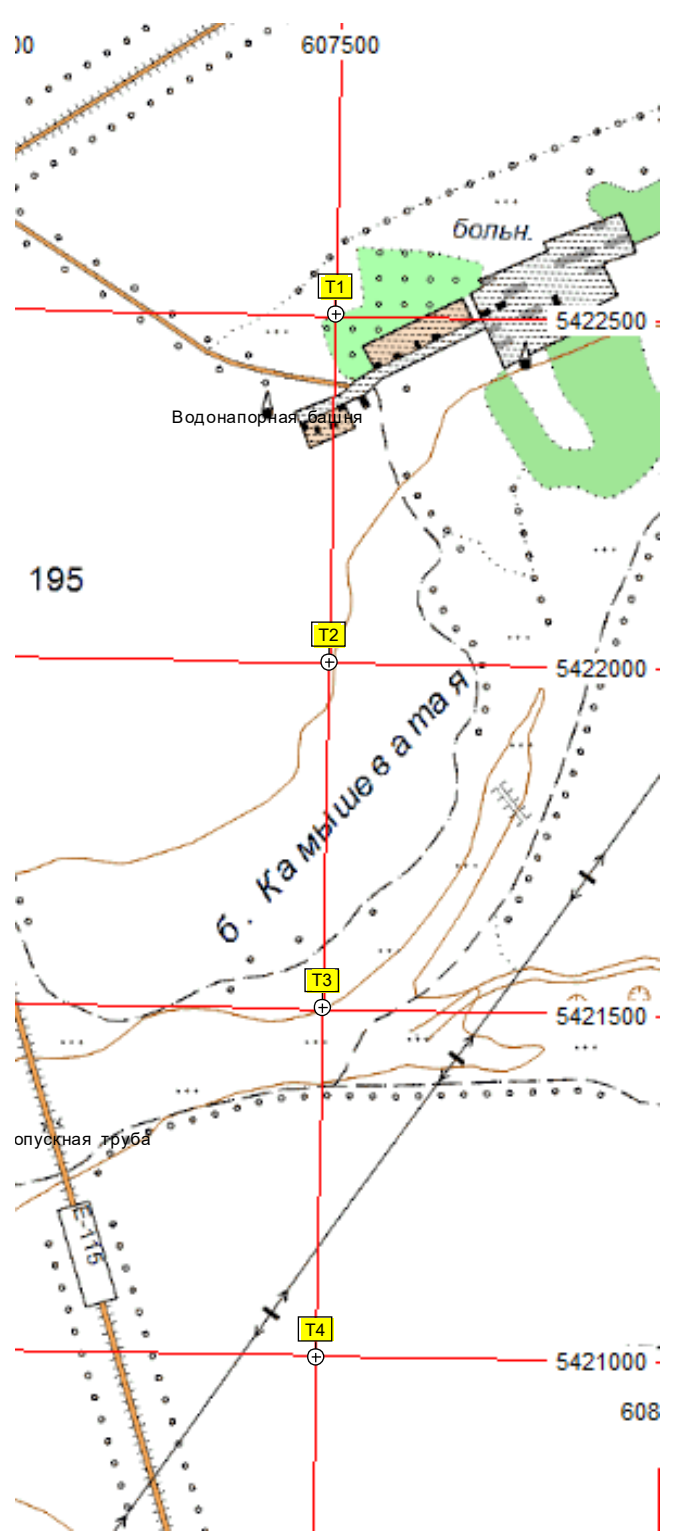 00
607500
больн.
T1
5422500
Водонапорная башня
195
T2
5422000
б. Камышеватая
T3
5421500
опускная труба
E-115
T4
5421000
608